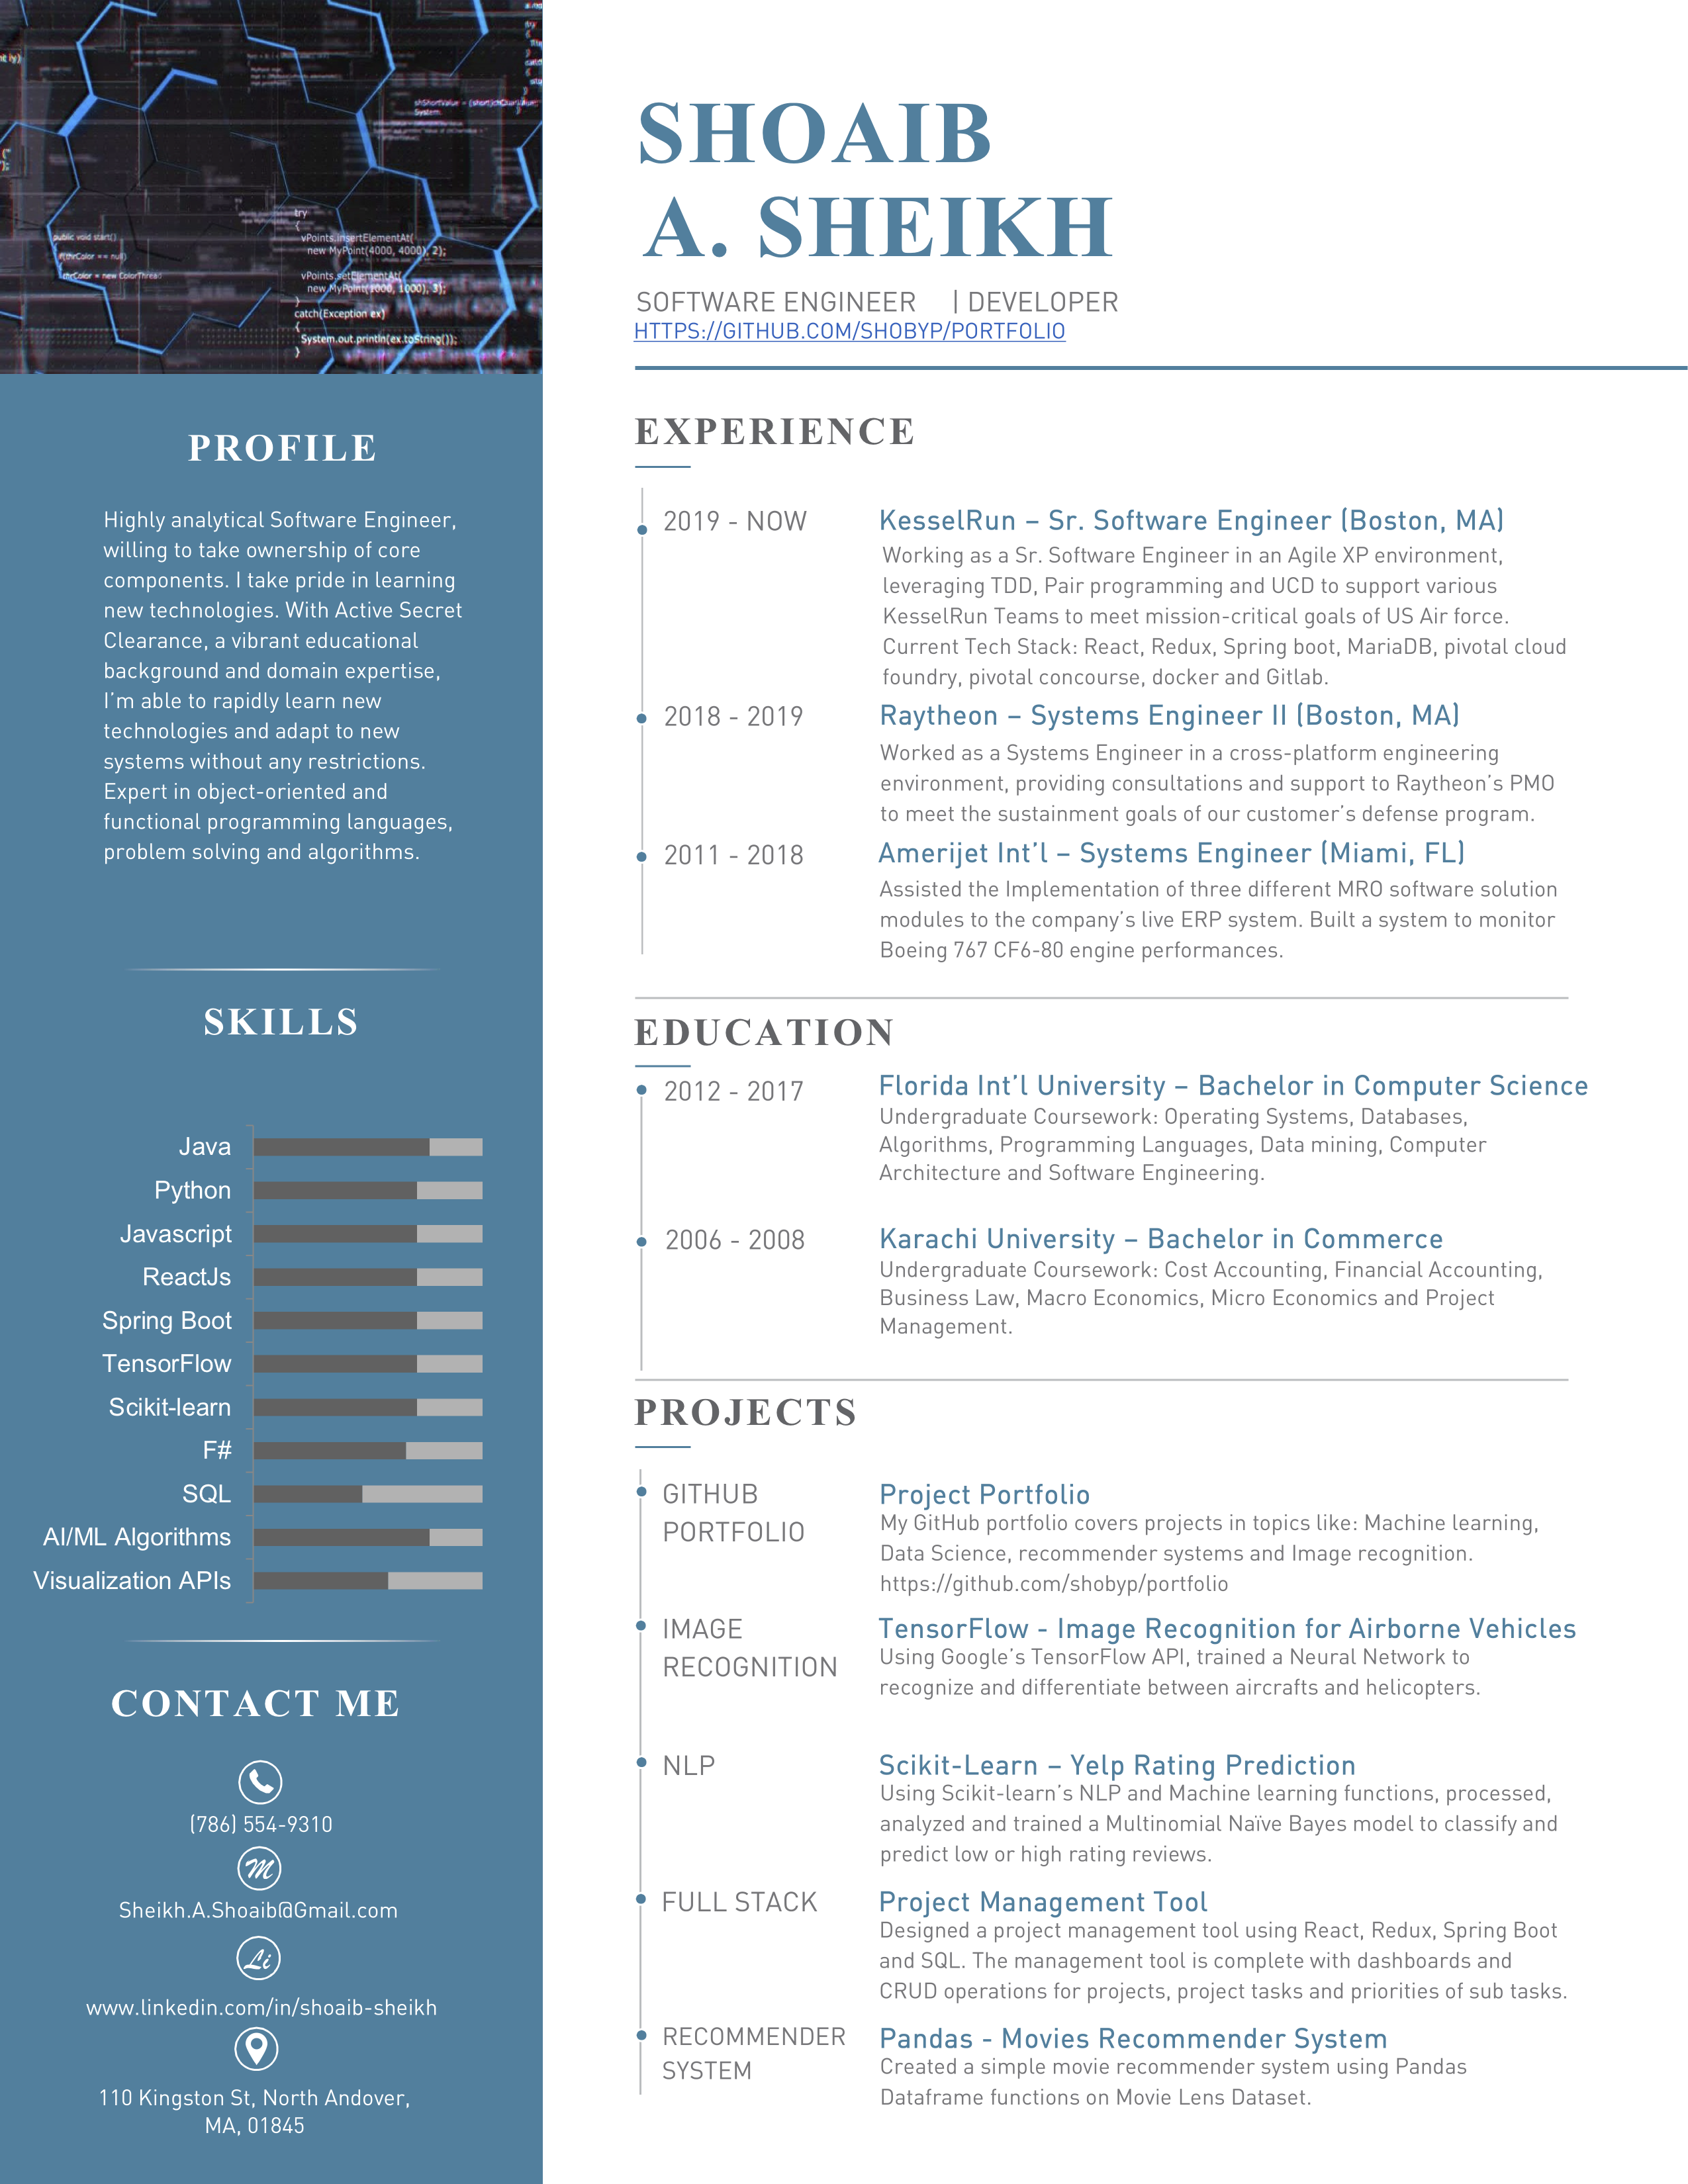 shShortValue = (short)chCharValue;
System.
public void start()
if(thrColor == null)
thrColor = new ColorThread
try
{
vPoints.insertElementAt(
new MyPoint(4000, 4000), 2);
vPoints.setElementAt(
new MyPoint(1000, 1000), 3);
}
catch(Exception ex)
{
System.out.println(ex.toString());
}
SHOAIB
A. SHEIKH
SOFTWARE ENGINEER | DEVELOPER
HTTPS://GITHUB.COM/SHOBYP/PORTFOLIO
PROFILE
Highly analytical Software Engineer,
willing to take ownership of core
components. I take pride in learning
new technologies. With Active Secret
Clearance, a vibrant educational
background and domain expertise,
I'm able to rapidly learn new
technologies and adapt to new
systems without any restrictions.
Expert in object-oriented and
functional programming languages,
problem solving and algorithms.
SKILLS
Java
Python
Javascript
ReactJs
Spring Boot
TensorFlow
Scikit-learn
F#
SQL
AI/ML Algorithms
Visualization APIs
CONTACT ME
(786) 554-9310
M
Sheikh.A.Shoaib@Gmail.com
Li
www.linkedin.com/in/shoaib-sheikh
110 Kingston St, North Andover,
MA, 01845
EXPERIENCE
2019 - NOW
KesselRun – Sr. Software Engineer (Boston, MA)
Working as a Sr. Software Engineer in an Agile XP environment,
leveraging TDD, Pair programming and UCD to support various
KesselRun Teams to meet mission-critical goals of US Air force.
Current Tech Stack: React, Redux, Spring boot, MariaDB, pivotal cloud
foundry, pivotal concourse, docker and Gitlab.
2018 - 2019
Raytheon – Systems Engineer II (Boston, MA)
Worked as a Systems Engineer in a cross-platform engineering
environment, providing consultations and support to Raytheon's PMO
to meet the sustainment goals of our customer's defense program.
2011 - 2018
Amerijet Int'l – Systems Engineer (Miami, FL)
Assisted the Implementation of three different MRO software solution
modules to the company's live ERP system. Built a system to monitor
Boeing 767 CF6-80 engine performances.
EDUCATION
2012 - 2017
Florida Int'l University – Bachelor in Computer Science
Undergraduate Coursework: Operating Systems, Databases,
Algorithms, Programming Languages, Data mining, Computer
Architecture and Software Engineering.
2006 - 2008
Karachi University – Bachelor in Commerce
Undergraduate Coursework: Cost Accounting, Financial Accounting,
Business Law, Macro Economics, Micro Economics and Project
Management.
PROJECTS
GITHUB
PORTFOLIO
Project Portfolio
My GitHub portfolio covers projects in topics like: Machine learning,
Data Science, recommender systems and Image recognition.
https://github.com/shobyp/portfolio
IMAGE
RECOGNITION
TensorFlow - Image Recognition for Airborne Vehicles
Using Google's TensorFlow API, trained a Neural Network to
recognize and differentiate between aircrafts and helicopters.
NLP
Scikit-Learn – Yelp Rating Prediction
Using Scikit-learn's NLP and Machine learning functions, processed,
analyzed and trained a Multinomial Naïve Bayes model to classify and
predict low or high rating reviews.
FULL STACK
Project Management Tool
Designed a project management tool using React, Redux, Spring Boot
and SQL. The management tool is complete with dashboards and
CRUD operations for projects, project tasks and priorities of sub tasks.
RECOMMENDER
SYSTEM
Pandas - Movies Recommender System
Created a simple movie recommender system using Pandas
Dataframe functions on Movie Lens Dataset.